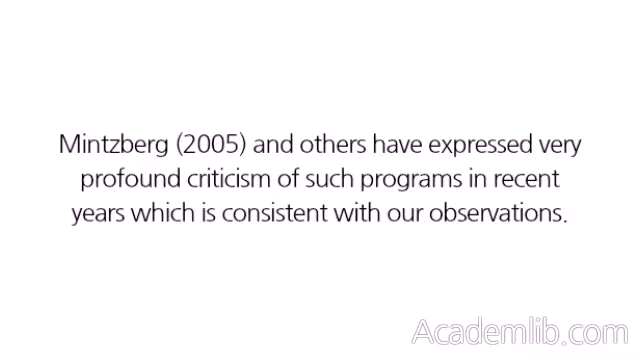 Mintzberg (2005) and others have expressed very
profound criticism of such programs in recent
years which is consistent with our observations.
Academlib.com